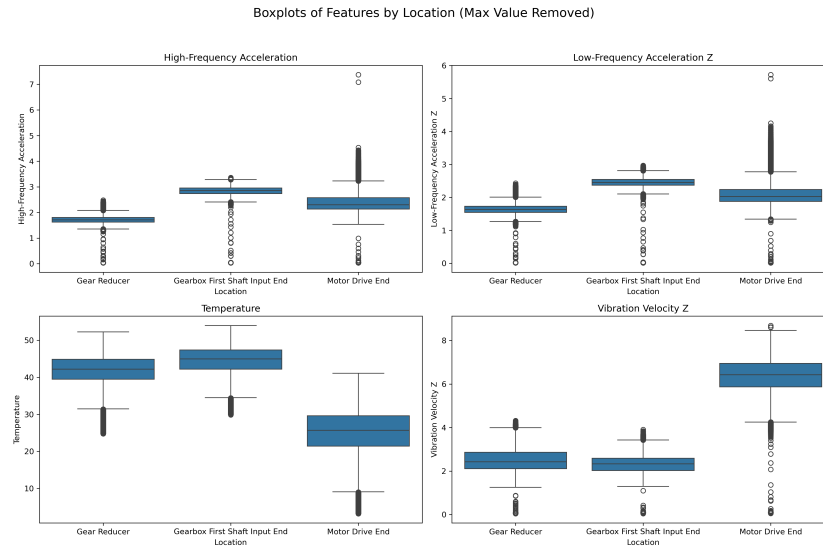 Boxplots of Features by Location (Max Value Removed)
High-Frequency Acceleration
High-Frequency Acceleration
7
6
5
4
3
2
1
0
Gear Reducer
Gearbox First Shaft Input End
Motor Drive End
Location
Low-Frequency Acceleration Z
Low-Frequency Acceleration Z
6
5
4
3
2
1
0
Gear Reducer
Gearbox First Shaft Input End
Motor Drive End
Location
Temperature
Temperature
50
40
30
20
10
Gear Reducer
Gearbox First Shaft Input End
Motor Drive End
Location
Vibration Velocity Z
Vibration Velocity Z
8
6
4
2
0
Gear Reducer
Gearbox First Shaft Input End
Motor Drive End
Location